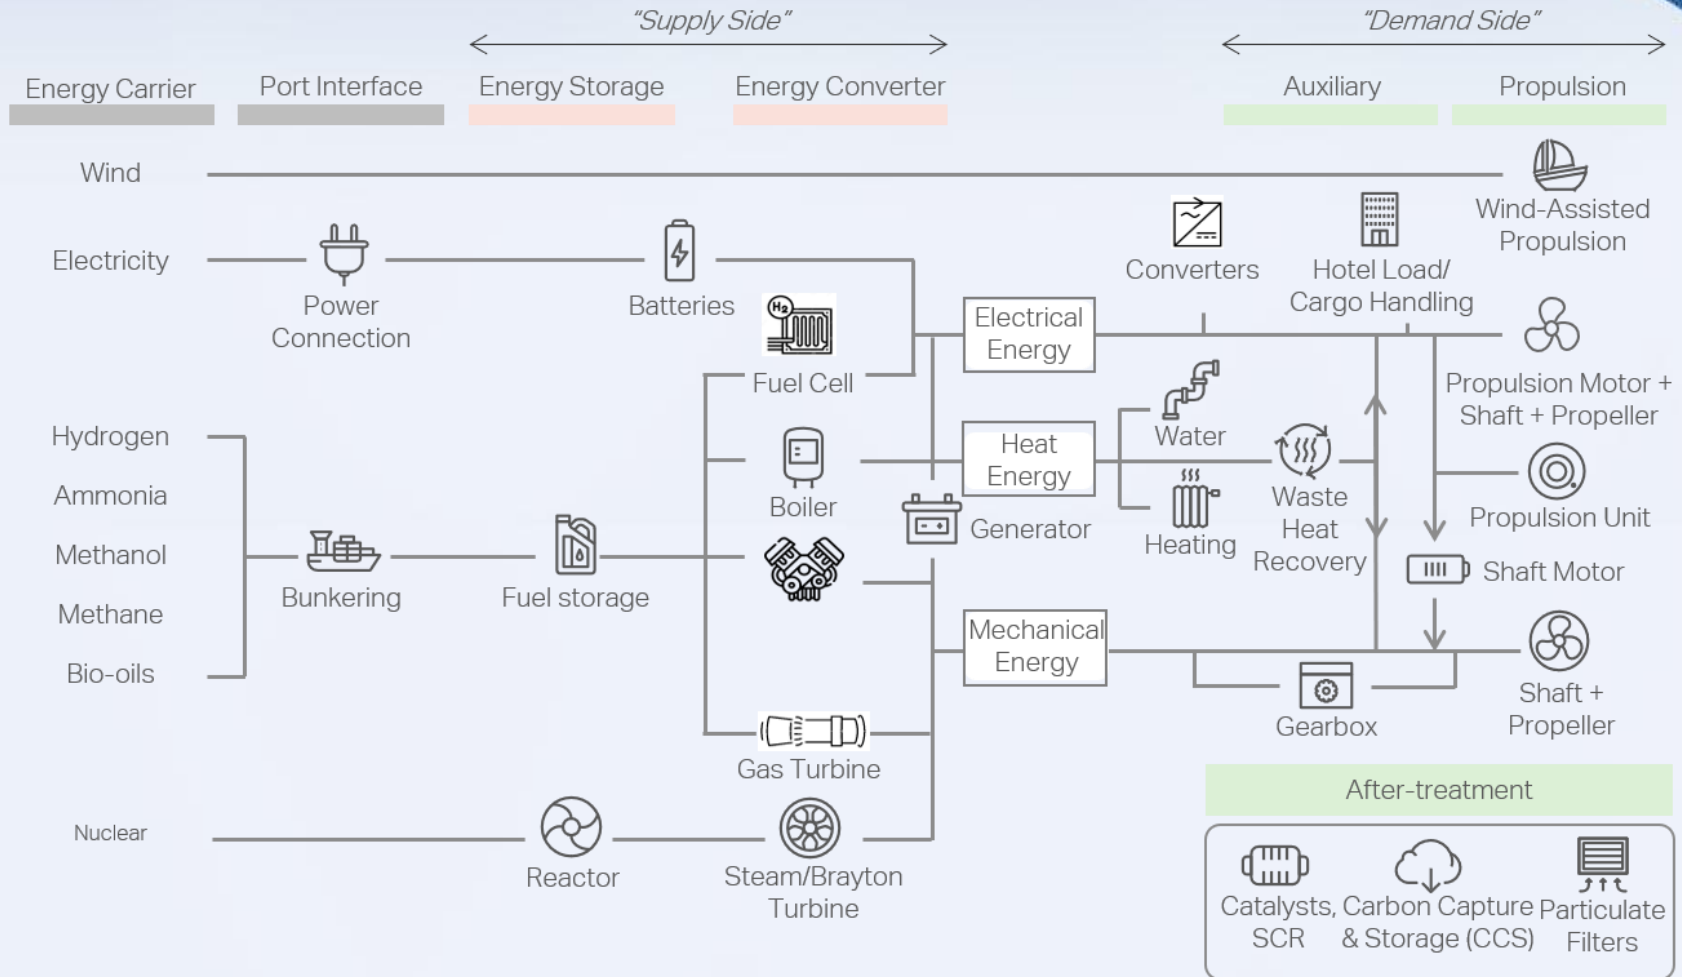 “Supply Side”
“Demand Side”
Energy Carrier
Port Interface
Energy Storage
Energy Converter
Auxiliary
Propulsion
Wind
Wind-Assisted
Propulsion
Electricity
Power
Connection
Batteries
H₂
Fuel Cell
Electrical
Energy
Converters
Hotel Load/
Cargo Handling
Propulsion Motor +
Shaft + Propeller
Hydrogen
Ammonia
Methanol
Methane
Bio-oils
Bunkering
Fuel storage
Boiler
Heat
Energy
Generator
Water
Heating
Waste
Heat
Recovery
Propulsion Unit
Shaft Motor
Mechanical
Energy
Gearbox
Shaft +
Propeller
Gas Turbine
Nuclear
Reactor
Steam/Brayton
Turbine
After-treatment
Catalysts,
SCR
Carbon Capture
& Storage (CCS)
Particulate
Filters